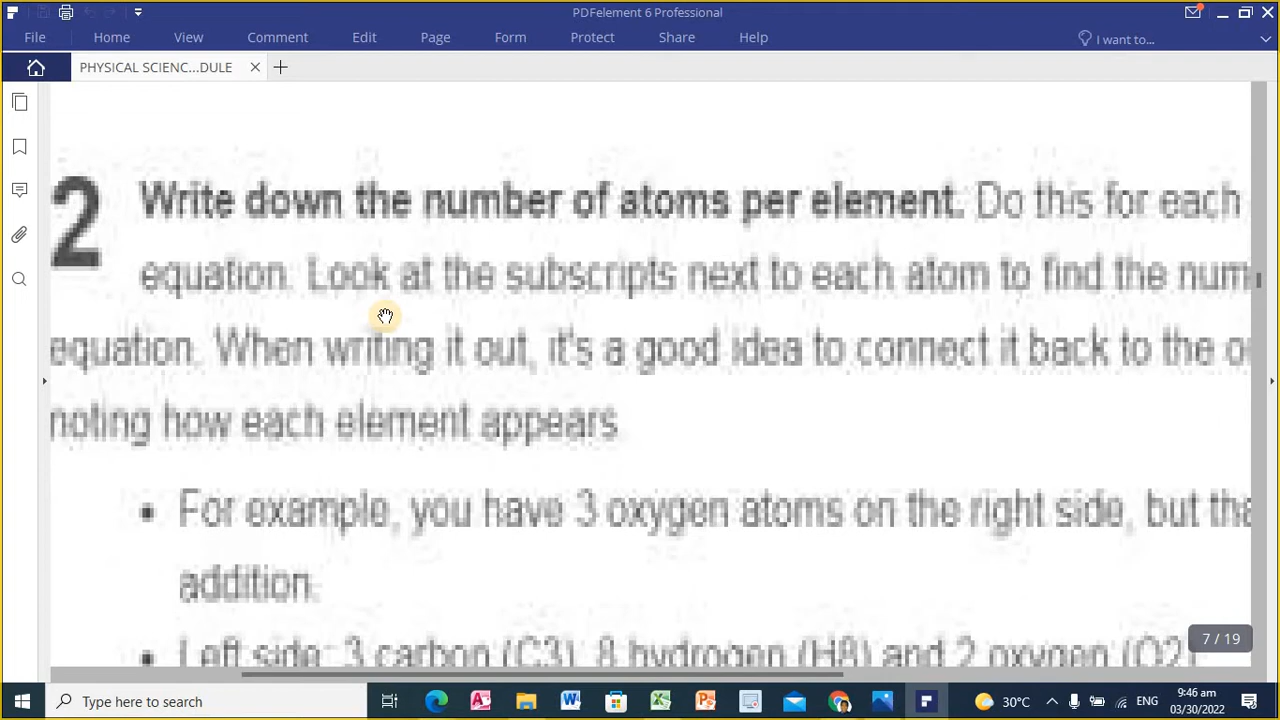 PDFelement 6 Professional
File Home View Comment Edit Page Form Protect Share Help I want to...
PHYSICAL SCIENC...DULE
2 Write down the number of atoms per element. Do this for each
equation. Look at the subscripts next to each atom to find the num
equation. When writing it out, it's a good idea to connect it back to the o
noting how each element appears
• For example, you have 3 oxygen atoms on the right side, but tha
addition.
• Left side: 3 carbon (C3), 8 hydrogen (H8) and 2 oxygen (O2)
7 / 19
Type here to search
30°C
ENG
9:46 am
03/30/2022